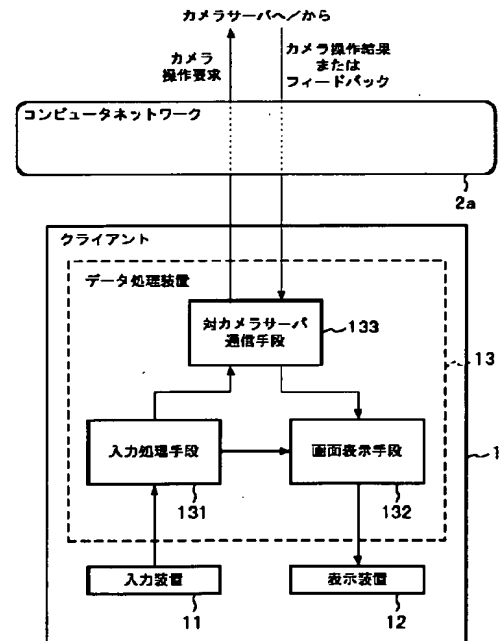 カメラサーバへ／から
カメラ
操作要求
カメラ操作結果
または
フィードバック
コンピュータネットワーク
2a
クライアント
データ処理装置
対カメラサーバ
通信手段
133
13
入力処理手段
131
画面表示手段
132
1
入力装置
11
表示装置
12